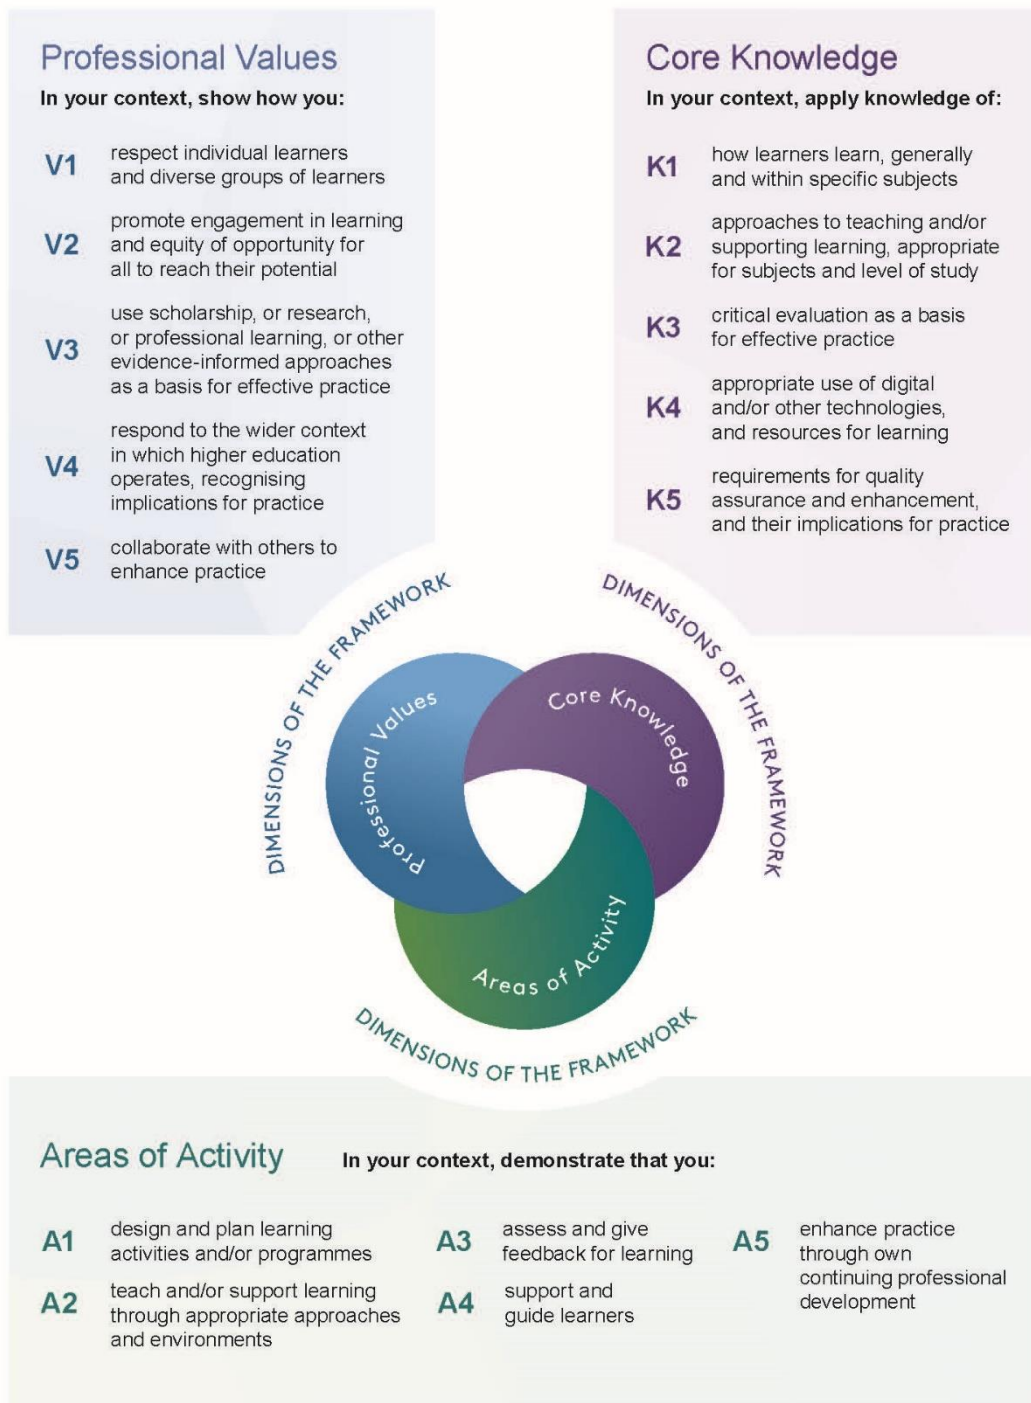 Professional Values
In your context, show how you:
V1 respect individual learners
and diverse groups of learners
V2 promote engagement in learning
and equity of opportunity for
all to reach their potential
V3 use scholarship, or research,
or professional learning, or other
evidence-informed approaches
as a basis for effective practice
V4 respond to the wider context
in which higher education
operates, recognising
implications for practice
V5 collaborate with others to
enhance practice
Core Knowledge
In your context, apply knowledge of:
K1 how learners learn, generally
and within specific subjects
K2 approaches to teaching and/or
supporting learning, appropriate
for subjects and level of study
K3 critical evaluation as a basis
for effective practice
K4 appropriate use of digital
and/or other technologies,
and resources for learning
K5 requirements for quality
assurance and enhancement,
and their implications for practice
DIMENSIONS OF THE FRAMEWORK
DIMENSIONS OF THE FRAMEWORK
Professional Values
Core Knowledge
Areas of Activity
DIMENSIONS OF THE FRAMEWORK
Areas of Activity
In your context, demonstrate that you:
A1 design and plan learning
activities and/or programmes
A2 teach and/or support learning
through appropriate approaches
and environments
A3 assess and give
feedback for learning
A4 support and
guide learners
A5 enhance practice
through own
continuing professional
development